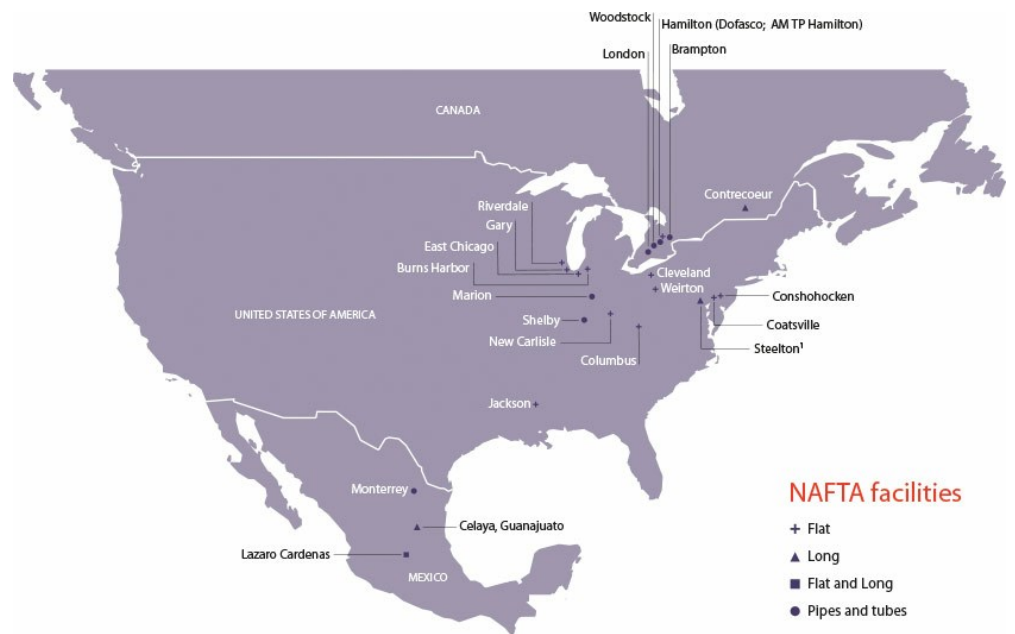 Woodstock
Hamilton (Dofasco; AM TP Hamilton)
London
Brampton
CANADA
Contrecoeur
Riverdale
Gary
East Chicago
Burns Harbor
Cleveland
Weirton
Marion
Conshohocken
UNITED STATES OF AMERICA
Shelby
Coatsville
New Carlisle
Steelton¹
Columbus
Jackson
Monterrey
NAFTA facilities
Celaya, Guanajuato
Flat
Lazaro Cardenas
Long
MEXICO
Flat and Long
Pipes and tubes